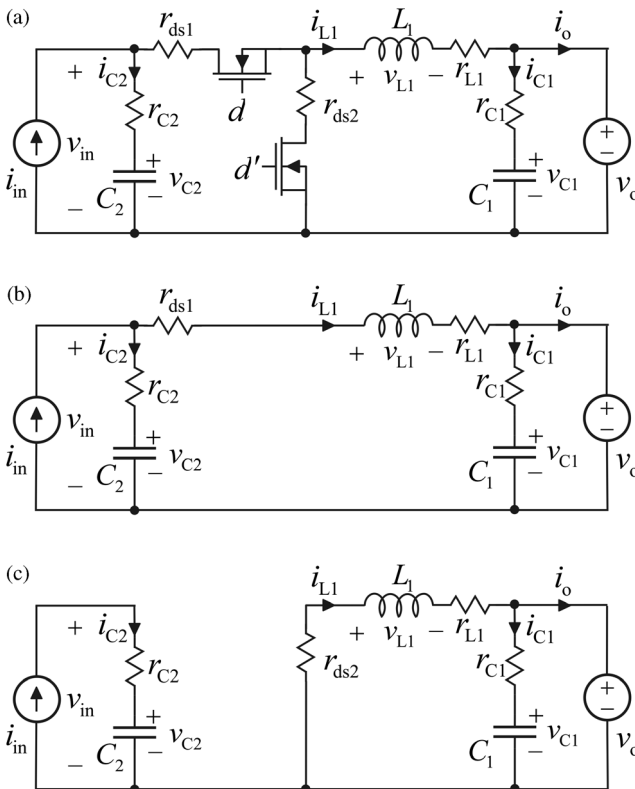 (a)
r_ds1
i_L1
L_1
i_o
+
i_C2
+
v_L1
−
r_L1
i_C1
r_C2
d
r_ds2
r_C1
+
−
v_in
i_in
d'
−
C_2
+
−
v_C2
C_1
+
−
v_C1
v_o
(b)
r_ds1
i_L1
L_1
i_o
+
i_C2
+
v_L1
−
r_L1
i_C1
r_C2
r_C1
+
−
v_in
i_in
−
C_2
+
−
v_C2
C_1
+
−
v_C1
(c)
i_L1
L_1
i_o
+
i_C2
+
v_L1
−
r_L1
i_C1
r_C2
r_ds2
r_C1
+
−
v_in
i_in
−
C_2
+
−
v_C2
C_1
+
−
v_C1